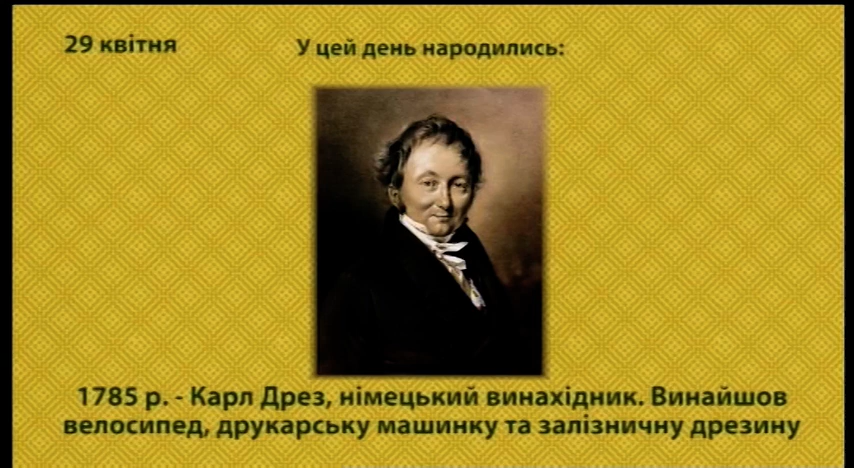 29 квітня
У цей день народились:
1785 р. - Карл Дрез, німецький винахідник. Винайшов
велосипед, друкарську машинку та залізничну дрезину